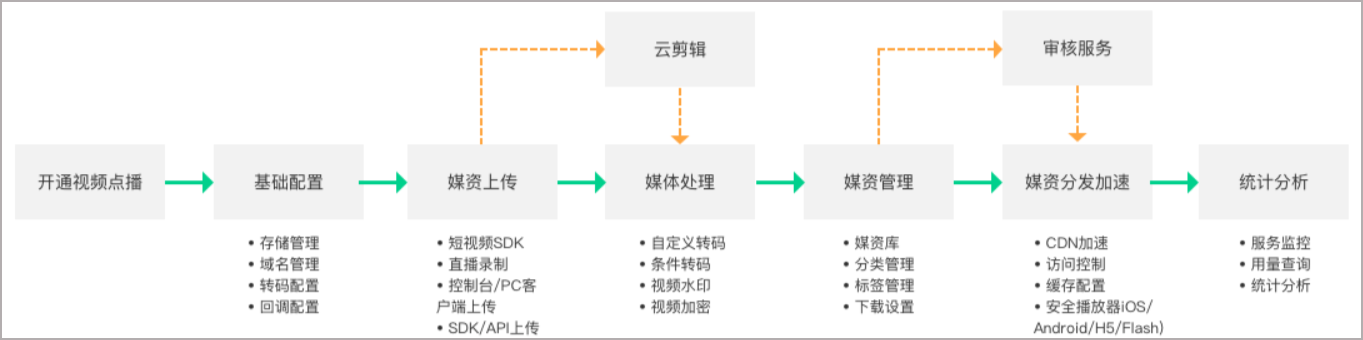 云剪辑
审核服务
开通视频点播
基础配置
媒资上传
媒体处理
媒资管理
媒资分发加速
统计分析
• 存储管理
• 域名管理
• 转码配置
• 回调配置
• 短视频SDK
• 直播录制
• 控制台/PC客
户端上传
• SDK/API上传
• 自定义转码
• 条件转码
• 视频水印
• 视频加密
• 媒资库
• 分类管理
• 标签管理
• 下载设置
• CDN加速
• 访问控制
• 缓存配置
• 安全播放器iOS/
Android/H5/Flash)
• 服务监控
• 用量查询
• 统计分析